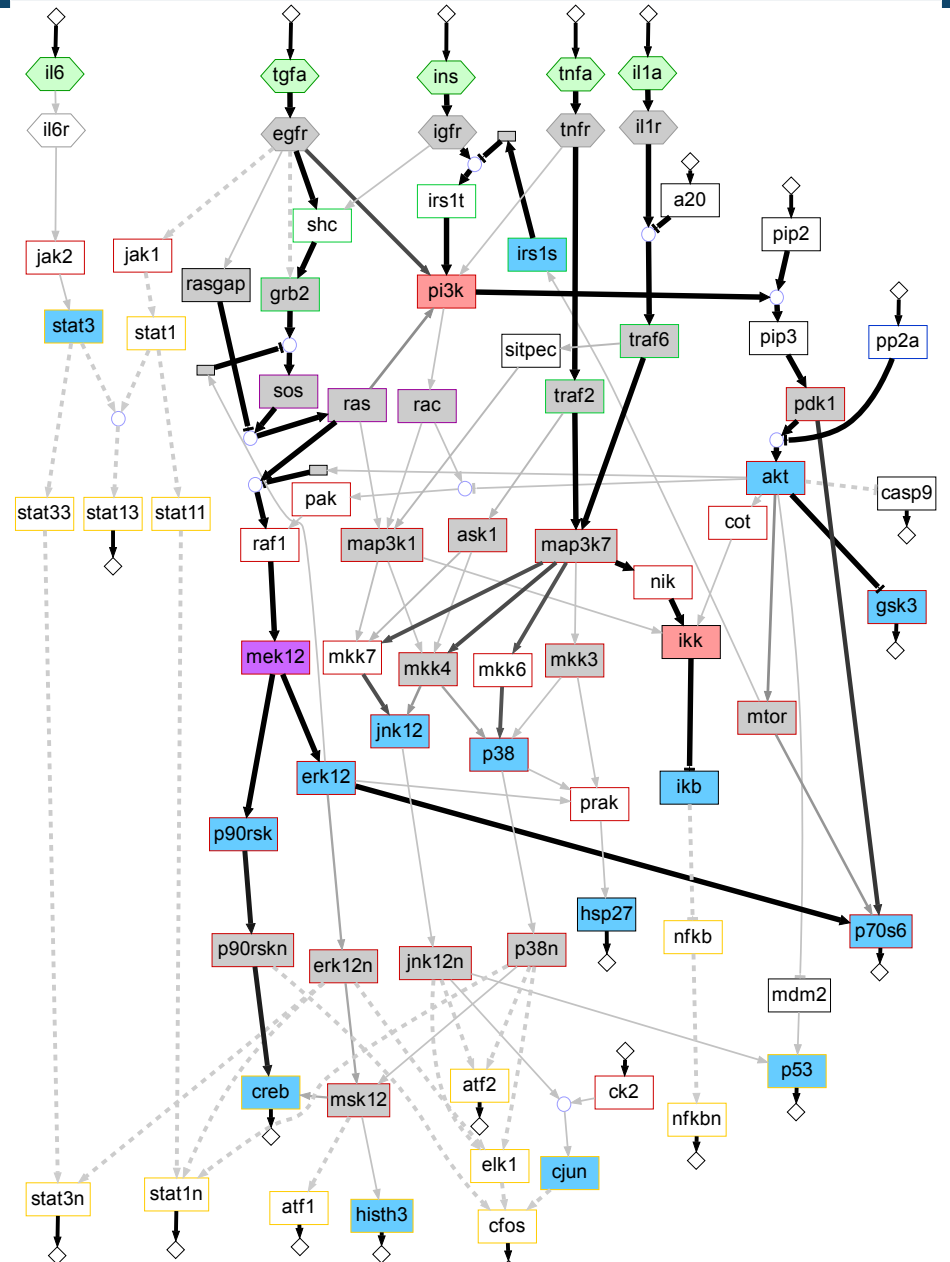 il6
tgfa
ins
tnfa
il1a
il6r
egfr
igfr
tnfr
il1r
irs1t
a20
shc
pip2
jak2
jak1
irs1s
rasgap
grb2
pi3k
stat3
stat1
sitpec
traf6
pip3
pp2a
sos
ras
rac
traf2
pdk1
akt
casp9
pak
stat33
stat13
stat11
cot
raf1
map3k1
ask1
map3k7
nik
gsk3
mek12
mkk7
mkk4
mkk6
mkk3
ikk
mtor
jnk12
p38
erk12
ikb
prak
p90rsk
hsp27
nfkb
p70s6
p90rskn
erk12n
jnk12n
p38n
mdm2
p53
creb
msk12
atf2
ck2
nfkbn
elk1
cjun
stat3n
stat1n
atf1
histh3
cfos